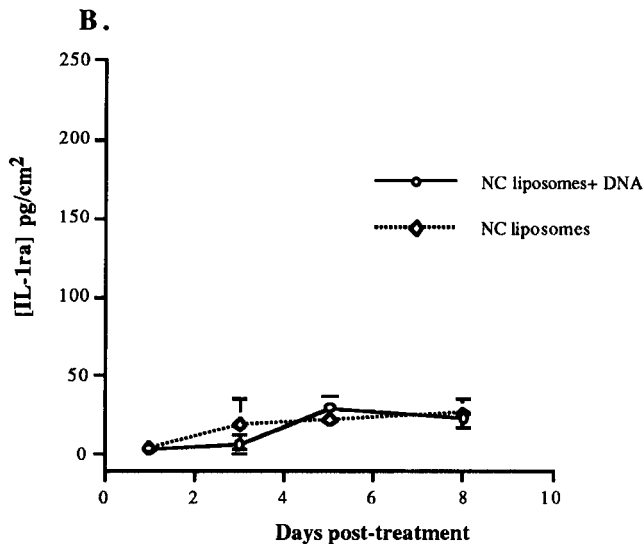 B.
250
200
150
100
50
0
[IL-1ra] pg/cm²
NC liposomes+ DNA
NC liposomes
0 2 4 6 8 10
Days post-treatment